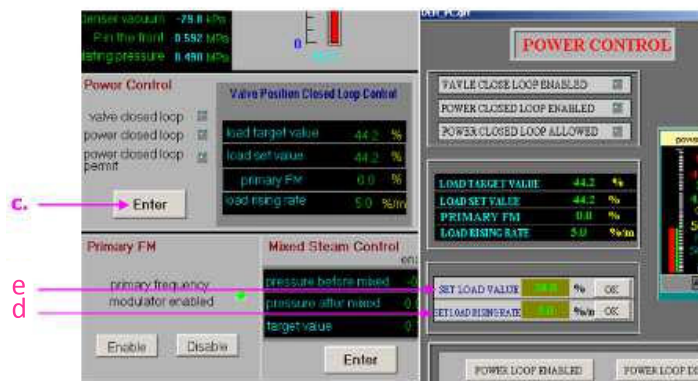 denser vacuum -79.8 kPa
P in the front 0.592 MPa
ating pressure 0.490 MPa
0
Power Control
valve closed loop
power closed loop
power closed loop
permit
c.
Enter
Valve Position Closed Loop Control
load target value 44.2 %
load set value 44.2 %
primary FM 0.0 %
load rising rate 5.0 %/m
Primary FM
primary frequency
modulator enabled
Enable Disable
Mixed Steam Control
pressure before mixed
pressure after mixed
target value
Enter
POWER CONTROL
VAVLE CLOSE LOOP ENABLED
POWER CLOSED LOOP ENABLED
POWER CLOSED LOOP ALLOWED
LOAD TARGET VALUE 44.2 %
LOAD SET VALUE 44.2 %
PRIMARY FM 0.0 %
LOAD RISING RATE 5.0 %/m
e
SET LOAD VALUE % OK
d
SET LOAD RISING RATE %/m OK
POWER LOOP ENABLED
POWER LOOP
power